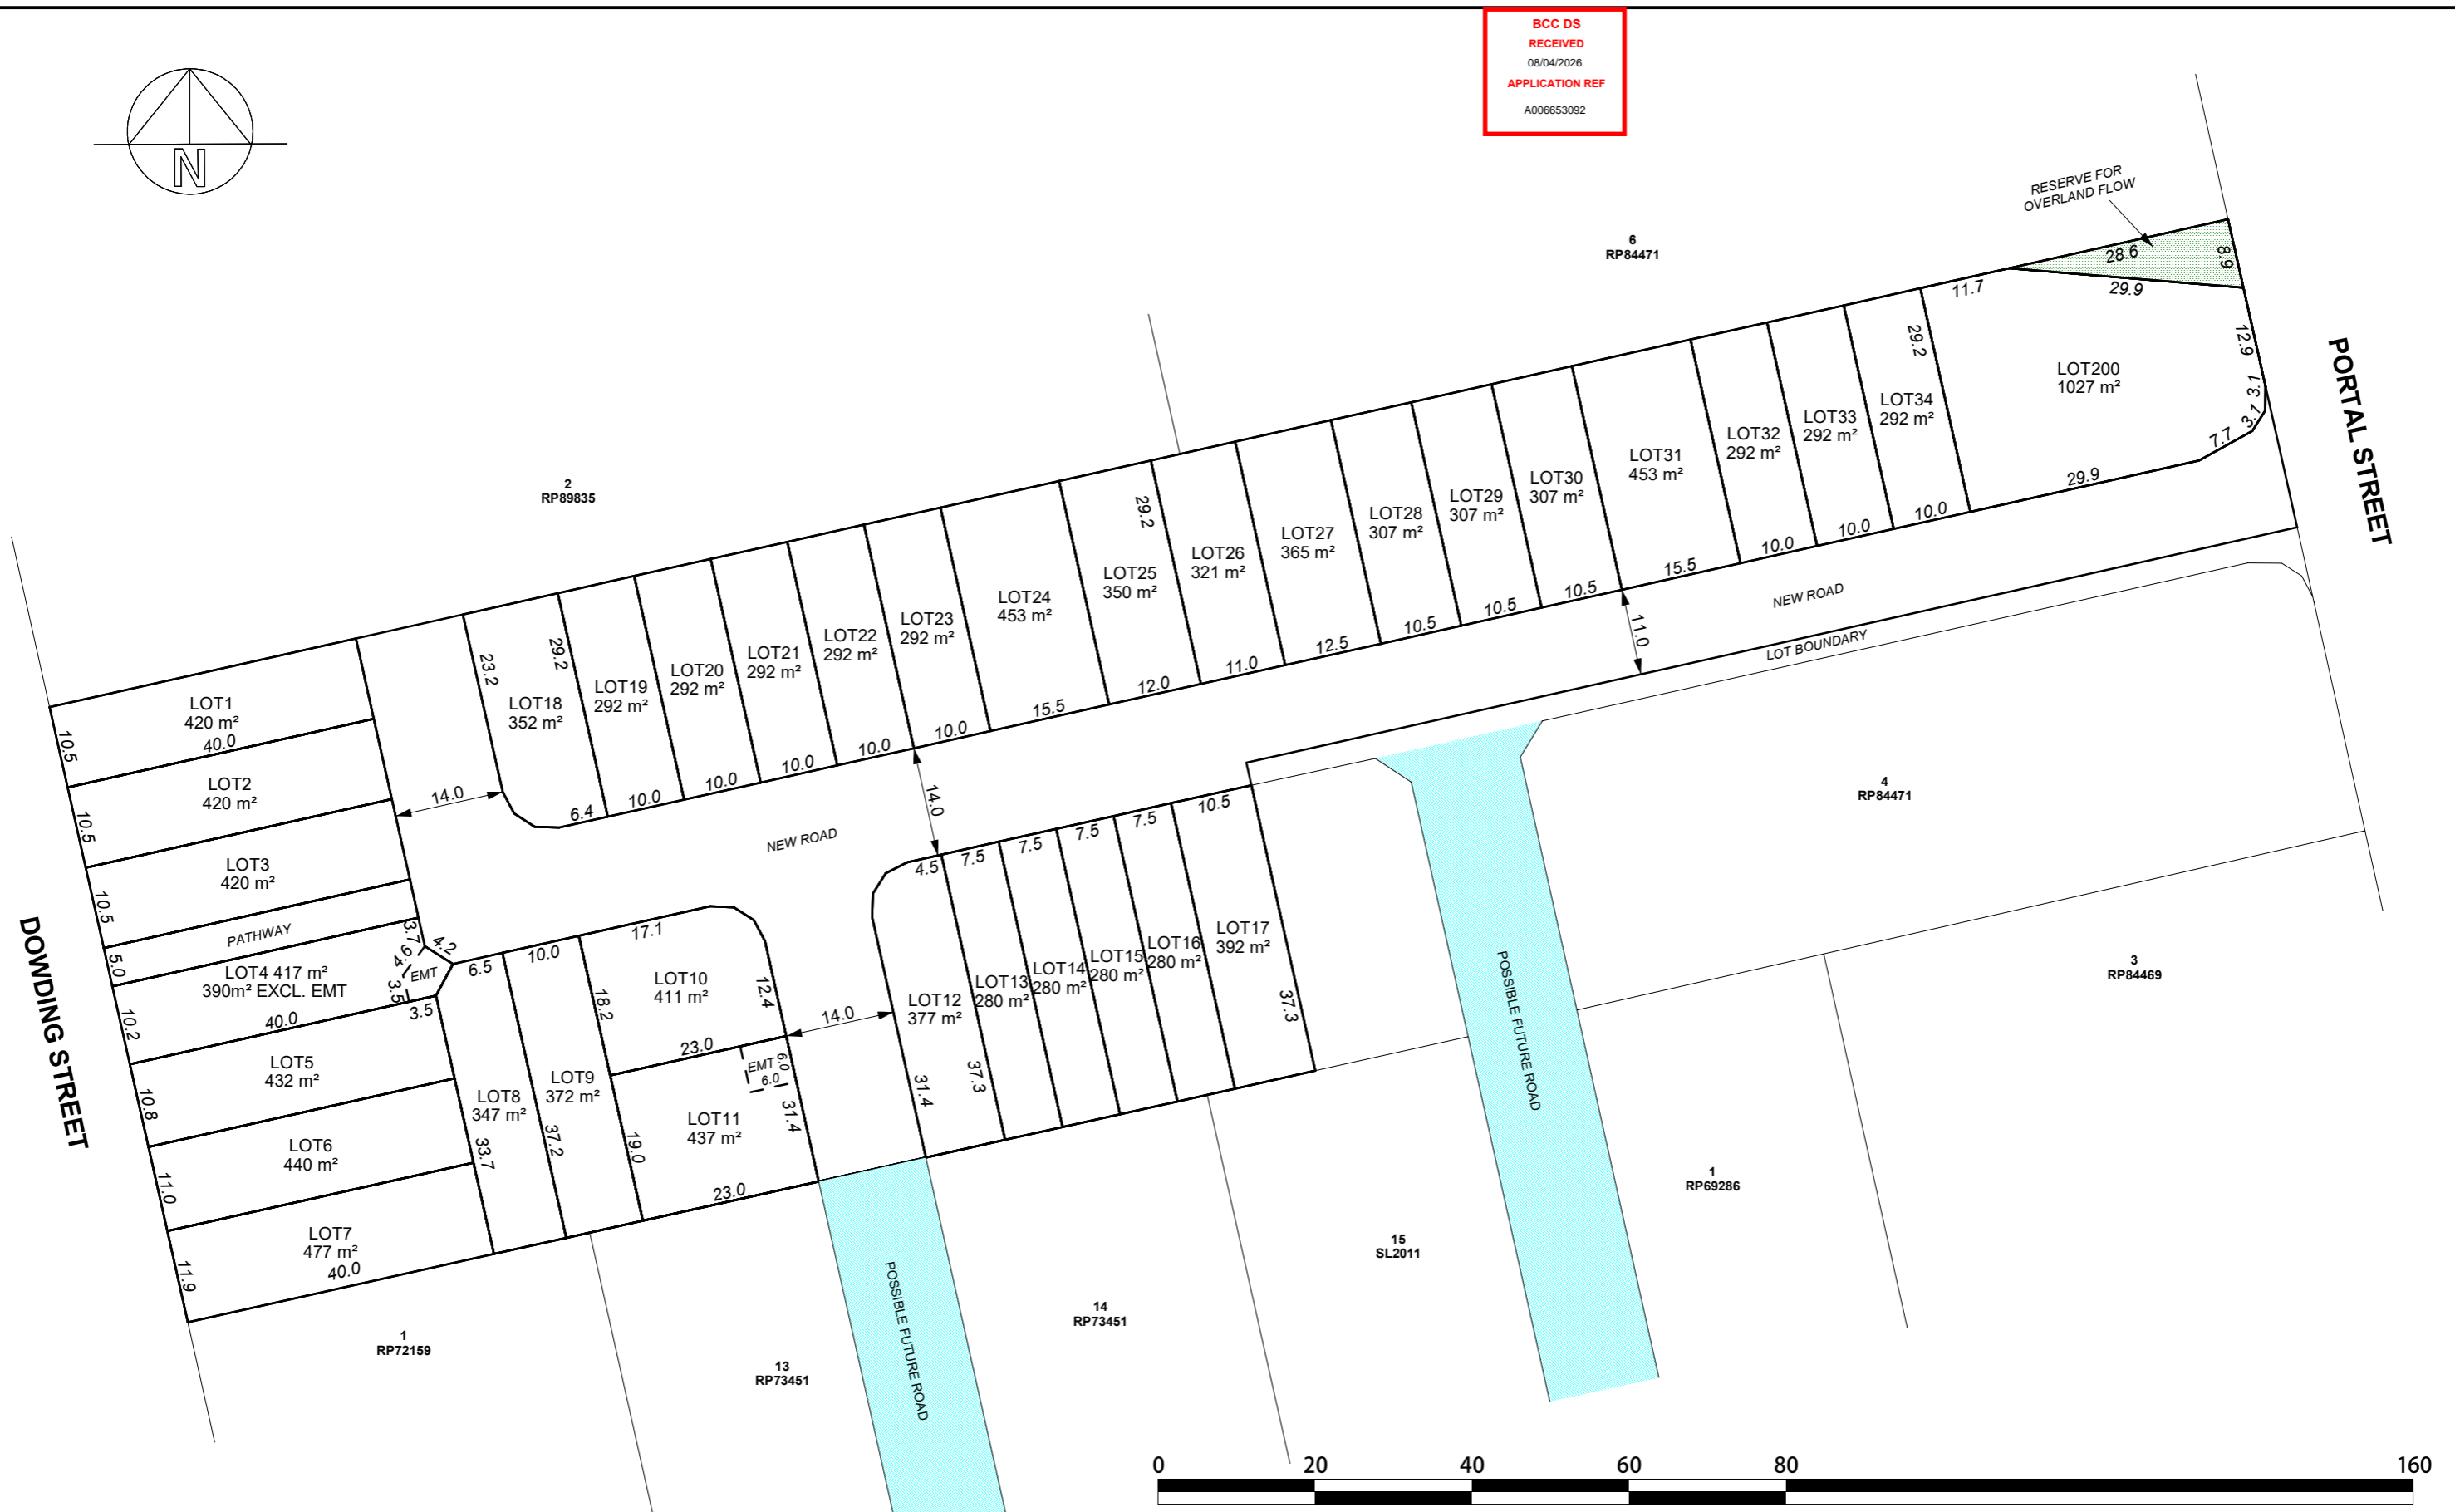 BCC DS
RECEIVED
08/04/2026
APPLICATION REF
A006653092
N
RESERVE FOR
OVERLAND FLOW
6
RP84471
28.6
8.9
29.9
11.7
12.9
3.1
3.1
7.7
29.9
LOT200
1027 m²
PORTAL STREET
29.2
LOT34
292 m²
10.0
LOT33
292 m²
10.0
LOT32
292 m²
10.0
LOT31
453 m²
15.5
LOT30
307 m²
10.5
LOT29
307 m²
10.5
LOT28
307 m²
10.5
LOT27
365 m²
12.5
LOT26
321 m²
11.0
29.2
LOT25
350 m²
12.0
LOT24
453 m²
15.5
LOT23
292 m²
10.0
LOT22
292 m²
10.0
LOT21
292 m²
10.0
LOT20
292 m²
10.0
LOT19
292 m²
10.0
29.2
23.2
LOT18
352 m²
6.4
2
RP89835
NEW ROAD
11.0
LOT BOUNDARY
LOT1
420 m²
40.0
10.5
LOT2
420 m²
10.5
14.0
LOT3
420 m²
10.5
PATHWAY
5.0
3.7
4.2
4.6
EMT
3.5
LOT4 417 m²
390m² EXCL. EMT
10.2
40.0
3.5
LOT5
432 m²
10.8
LOT6
440 m²
11.0
LOT7
477 m²
40.0
11.9
DOWDING STREET
NEW ROAD
14.0
6.5
LOT8
347 m²
33.7
10.0
LOT9
372 m²
37.2
17.1
18.2
LOT10
411 m²
12.4
23.0
EMT
6.0
6.0
LOT11
437 m²
19.0
31.4
23.0
14.0
4.5
LOT12
377 m²
31.4
37.3
7.5
LOT13
280 m²
7.5
LOT14
280 m²
7.5
LOT15
280 m²
7.5
LOT16
280 m²
10.5
LOT17
392 m²
37.3
4
RP84471
3
RP84469
POSSIBLE FUTURE ROAD
1
RP69286
15
SL2011
14
RP73451
POSSIBLE FUTURE ROAD
13
RP73451
1
RP72159
0 20 40 60 80 160